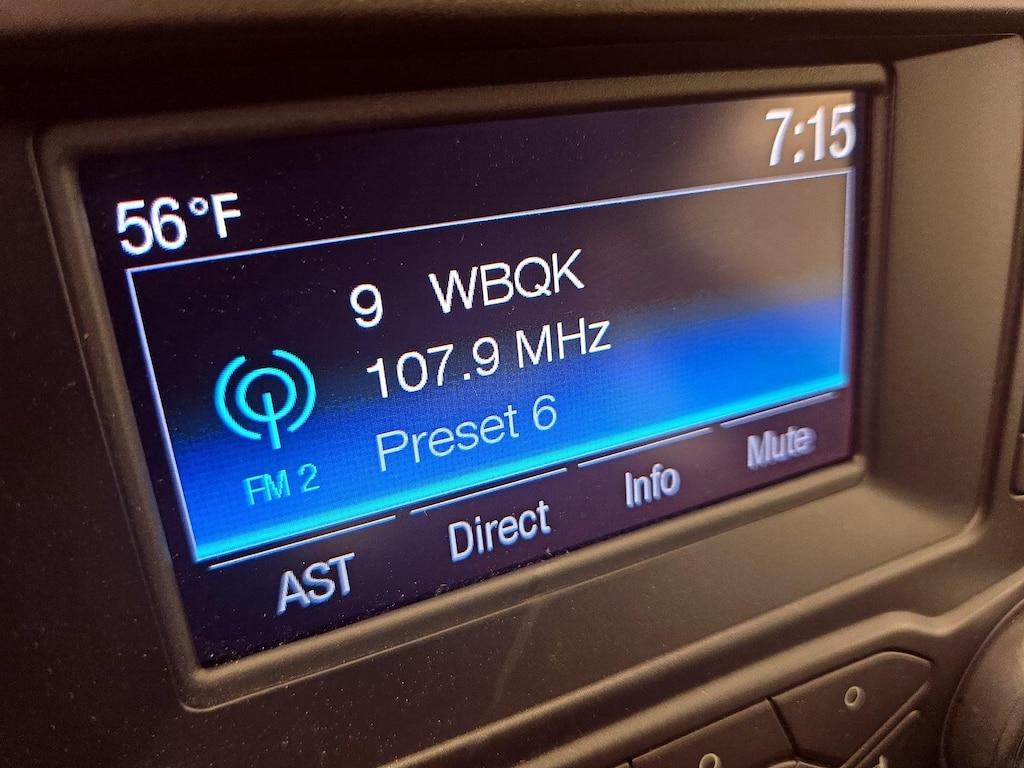 56°F
7:15
9 WBQK
107.9 MHz
Preset 6
FM 2
AST
Direct
Info
Mute